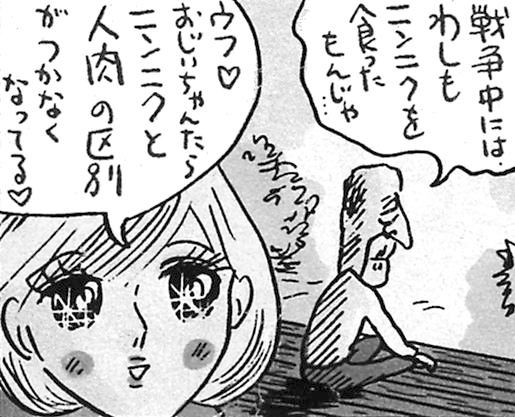 戦争中には
わしも
ニンニクを
食った
もんじゃ…
ウフ♡
おじいちゃんたら
ニンニクと
人肉の区別
がつかなく
なってる♡